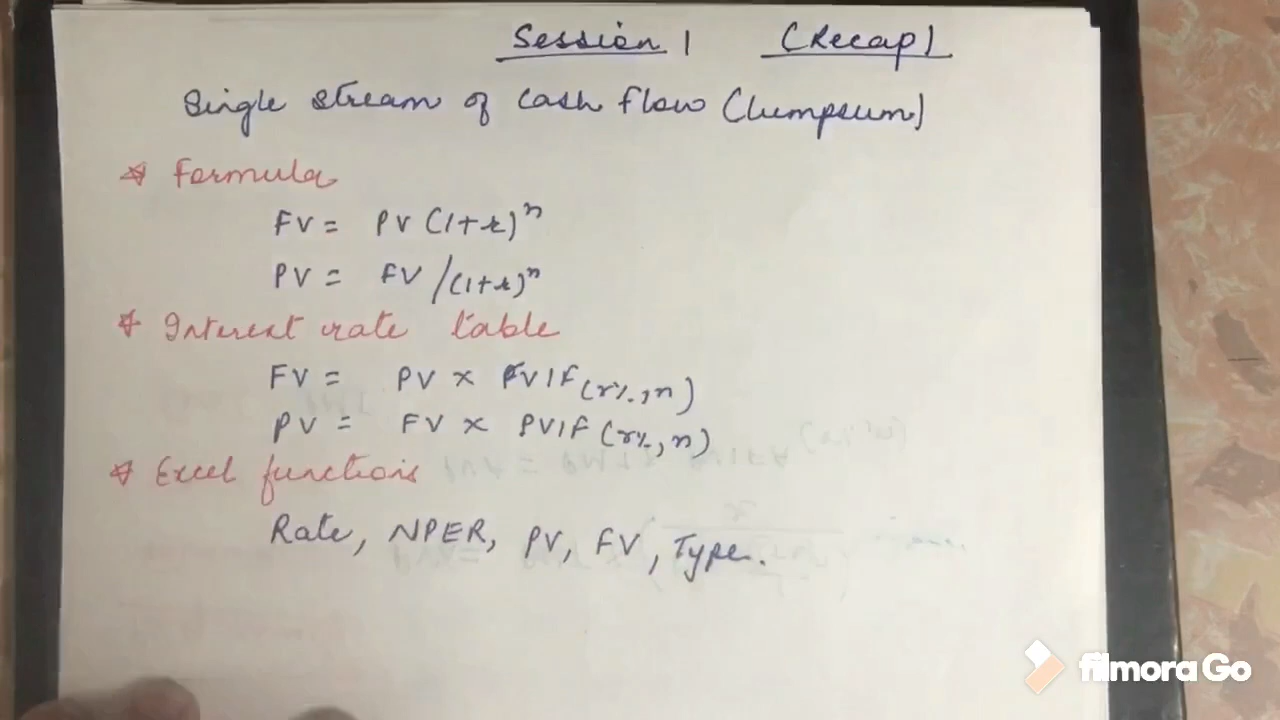 Session 1 (Recap)
Single stream of cash flow (lumpsum)
* Formula
FV = PV (1+r)^n
PV = FV /(1+r)^n
* Interest rate table
FV = PV x FVIF(r%, n)
PV = FV x PVIF(r%, n)
* Excel functions
Rate, NPER, PV, FV, Type.
filmora Go